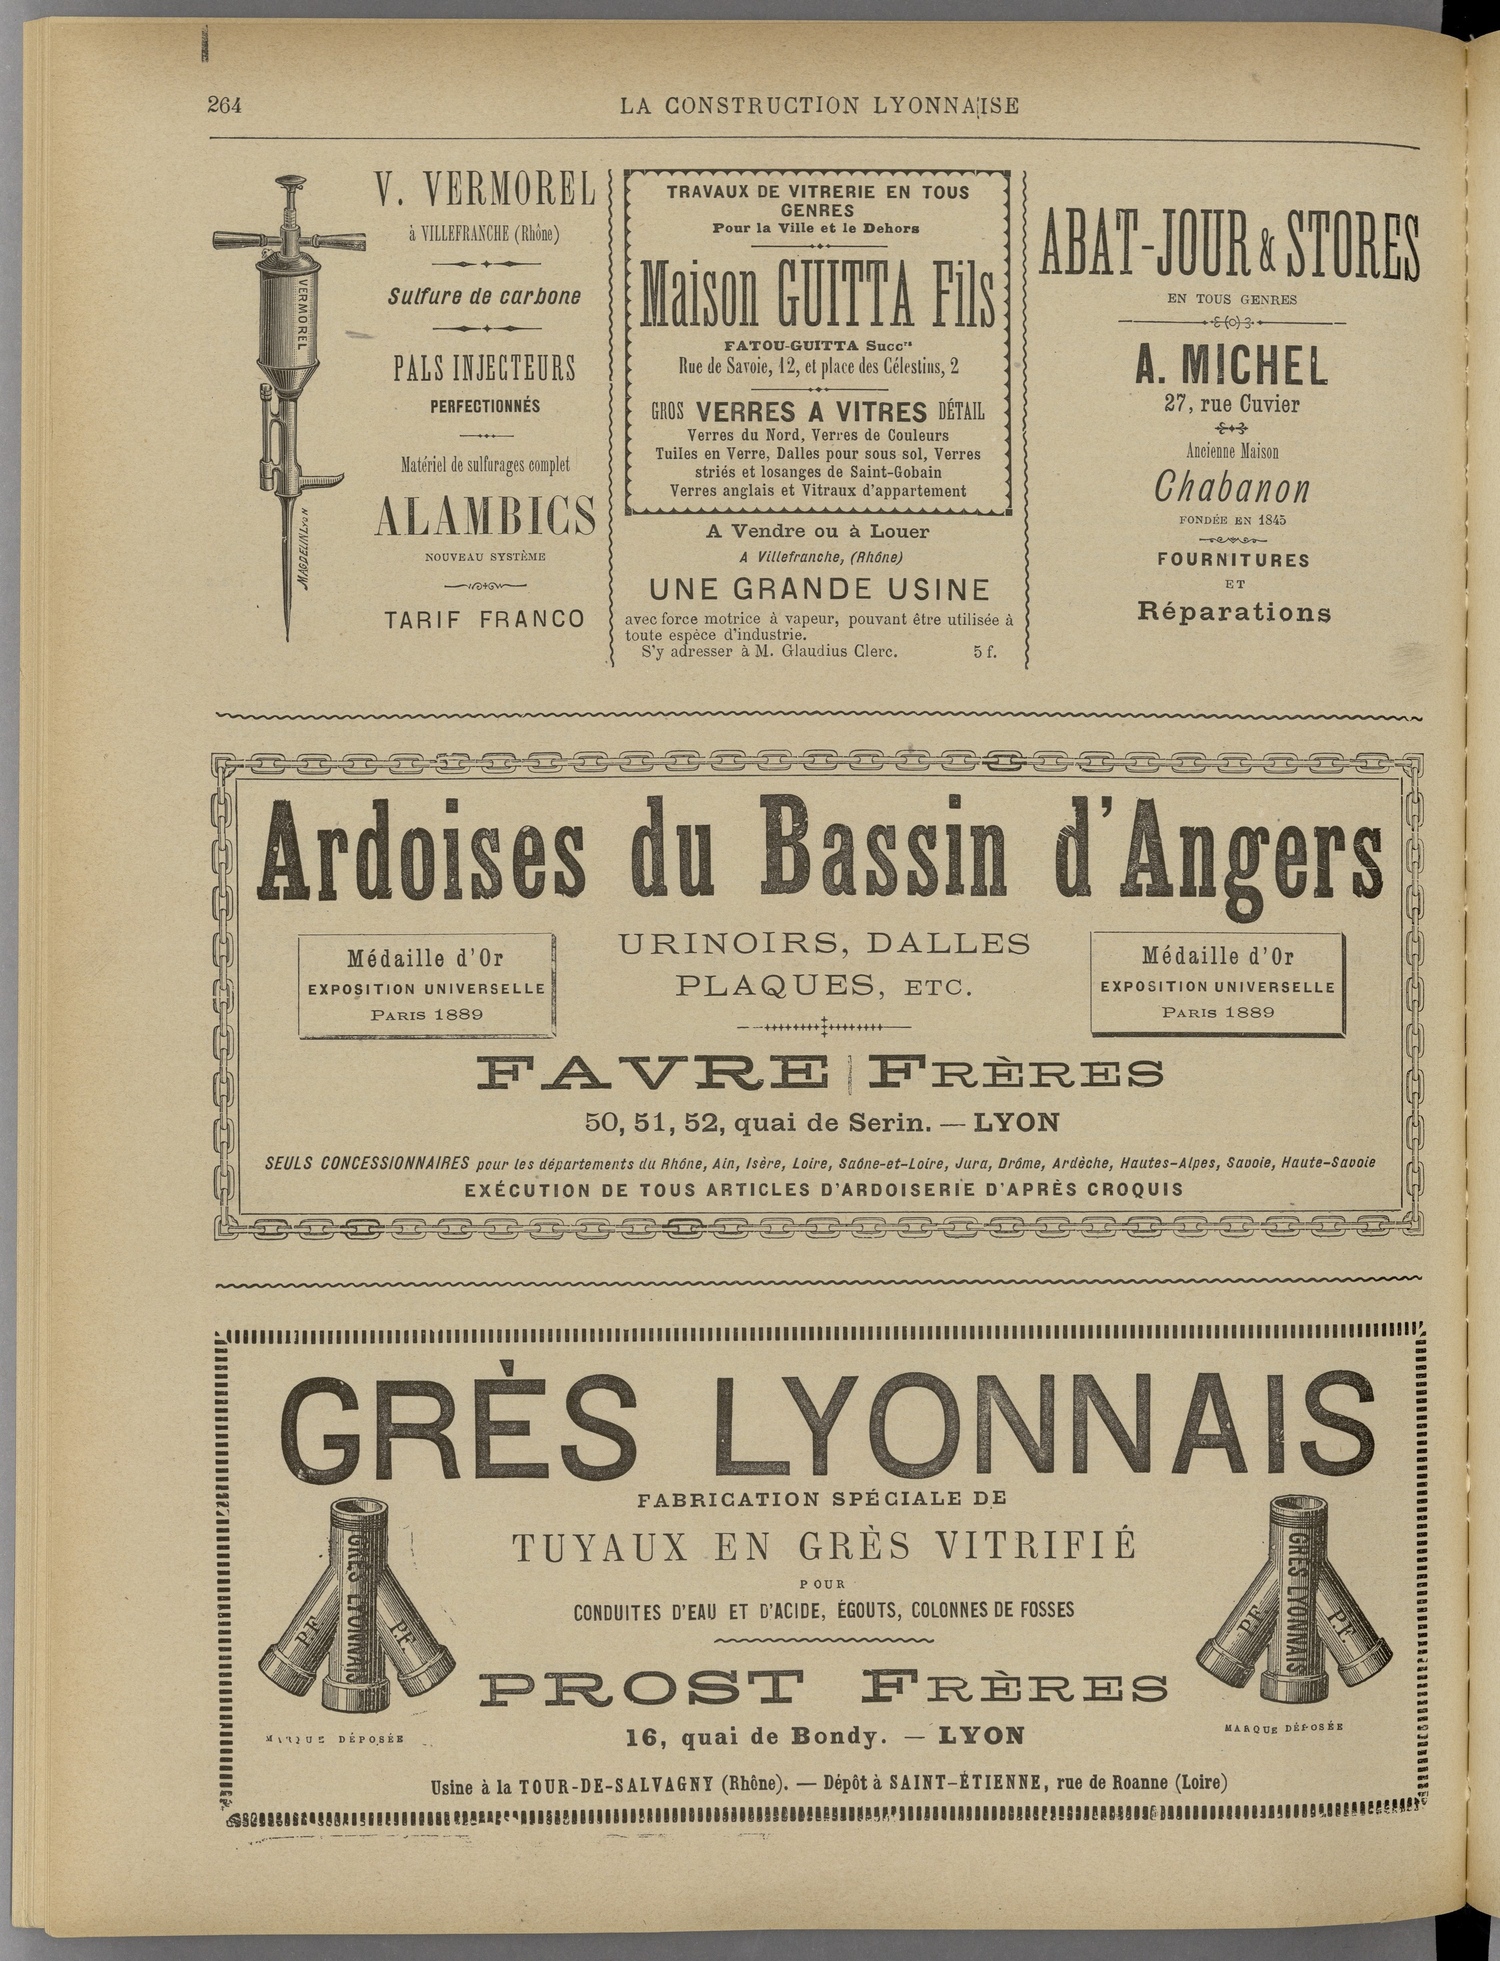 264
LA CONSTRUCTION LYONNAISE
VERMOREL
MAGDELIN LYON
V. VERMOREL
à VILLEFRANCHE (Rhône)
Sulfure de carbone
PALS INJECTEURS
PERFECTIONNÉS
Matériel de sulfurages complet
ALAMBICS
NOUVEAU SYSTÈME
TARIF FRANCO
TRAVAUX DE VITRERIE EN TOUS
GENRES
Pour la Ville et le Dehors
Maison GUITTA Fils
FATOU-GUITTA Succ<sup>rs</sup>
Rue de Savoie, 12, et place des Célestins, 2
GROS VERRES A VITRES DÉTAIL
Verres du Nord, Verres de Couleurs
Tuiles en Verre, Dalles pour sous sol, Verres
striés et losanges de Saint-Gobain
Verres anglais et Vitraux d'appartement
A Vendre ou à Louer
A Villefranche, (Rhône)
UNE GRANDE USINE
avec force motrice à vapeur, pouvant être utilisée à
toute espèce d'industrie.
S'y adresser à M. Glaudius Clerc. 5 f.
ABAT-JOUR & STORES
EN TOUS GENRES
A. MICHEL
27, rue Cuvier
Ancienne Maison
Chabanon
FONDÉE EN 1845
FOURNITURES
ET
Réparations
Ardoises du Bassin d'Angers
Médaille d'Or
EXPOSITION UNIVERSELLE
PARIS 1889
URINOIRS, DALLES
PLAQUES, ETC.
Médaille d'Or
EXPOSITION UNIVERSELLE
PARIS 1889
FAVRE FRÈRES
50, 51, 52, quai de Serin. — LYON
SEULS CONCESSIONNAIRES pour les départements du Rhône, Ain, Isère, Loire, Saône-et-Loire, Jura, Drôme, Ardèche, Hautes-Alpes, Savoie, Haute-Savoie
EXÉCUTION DE TOUS ARTICLES D'ARDOISERIE D'APRÈS CROQUIS
GRÈS LYONNAIS
FABRICATION SPÉCIALE DE
TUYAUX EN GRÈS VITRIFIÉ
POUR
CONDUITES D'EAU ET D'ACIDE, ÉGOUTS, COLONNES DE FOSSES
P.F. GRÈS LYONNAIS P.F.
MARQUE DÉPOSÉE
P.F. GRÈS LYONNAIS P.F.
MARQUE DÉPOSÉE
PROST FRÈRES
16, quai de Bondy. — LYON
Usine à la TOUR-DE-SALVAGNY (Rhône). — Dépôt à SAINT-ÉTIENNE, rue de Roanne (Loire)